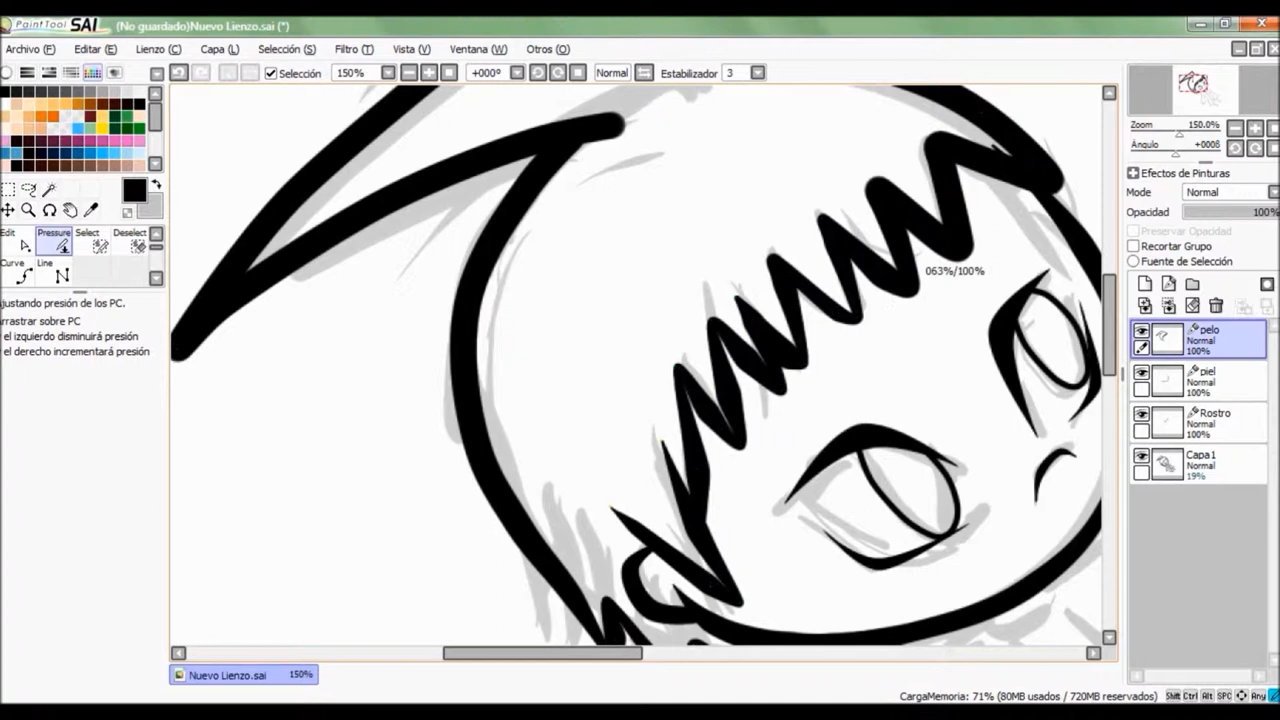 PaintTool SAI (No guardado)Nuevo Lienzo.sai (*)
Archivo (F) Editar (E) Lienzo (C) Capa (L) Selección (S) Filtro (T) Vista (V) Ventana (W) Otros (O)
Selección 150% +000° Normal Estabilizador 3
Zoom 150.0%
Ángulo +000ß
Efectos de Pinturas
Mode Normal
Opacidad 100%
Preservar Opacidad
Recortar Grupo
Fuente de Selección
Edit Pressure Select Deselect
Curve Line
Ajustando presión de los PC.
Arrastrar sobre PC
el izquierdo disminuirá presión
el derecho incrementará presión
063%/100%
pelo
Normal
100%
piel
Normal
100%
Rostro
Normal
100%
Capa1
Normal
19%
Nuevo Lienzo.sai 150%
CargaMemoria: 71% (80MB usados / 720MB reservados) Shift Ctrl Alt SPC Any